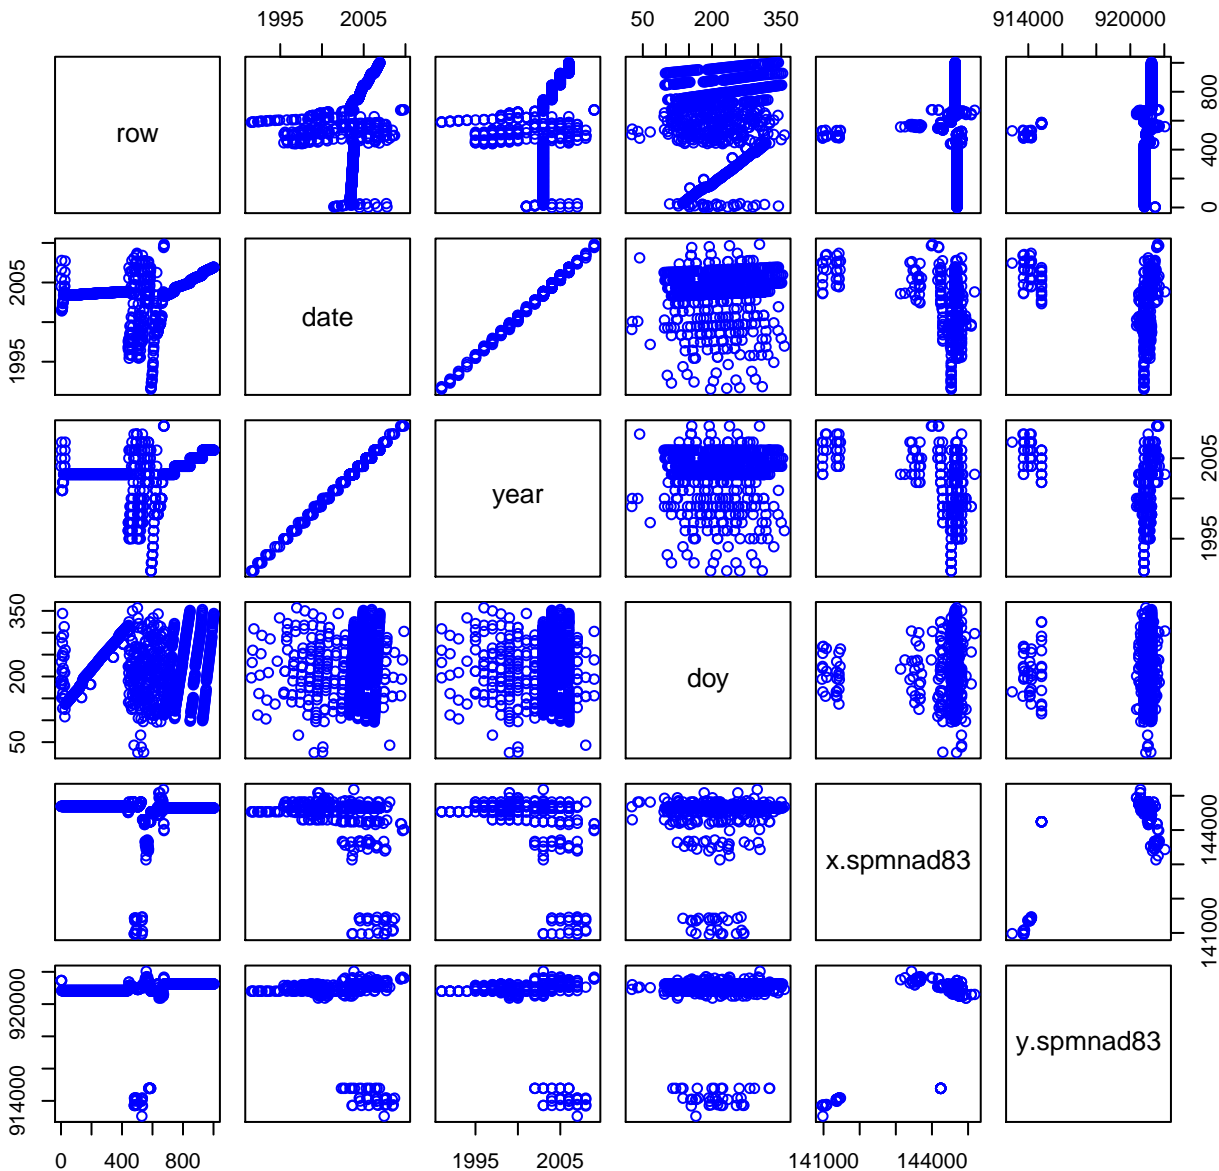 1995 2005 50 200 350 914000 920000
row 0 400 800
1995 2005 date
year 1995 2005
50 200 350 doy
x.spmnad83 141000 144000
9114000 920000 y.spmnad83
0 400 800 1995 2005 141000 144000